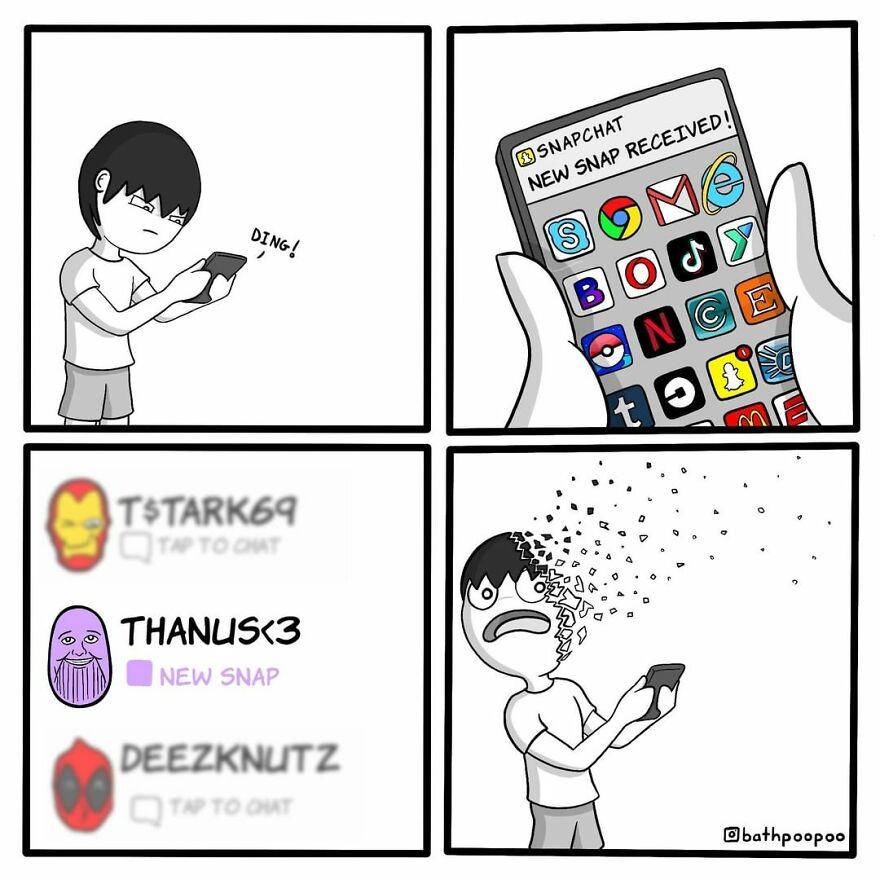 DING!
SNAPCHAT
NEW SNAP RECEIVED!
S
B
O
N
C
E
t
T$TARK69
TAP TO CHAT
THANUS<3
NEW SNAP
DEEZKNUTZ
TAP TO CHAT
bathpoopoo